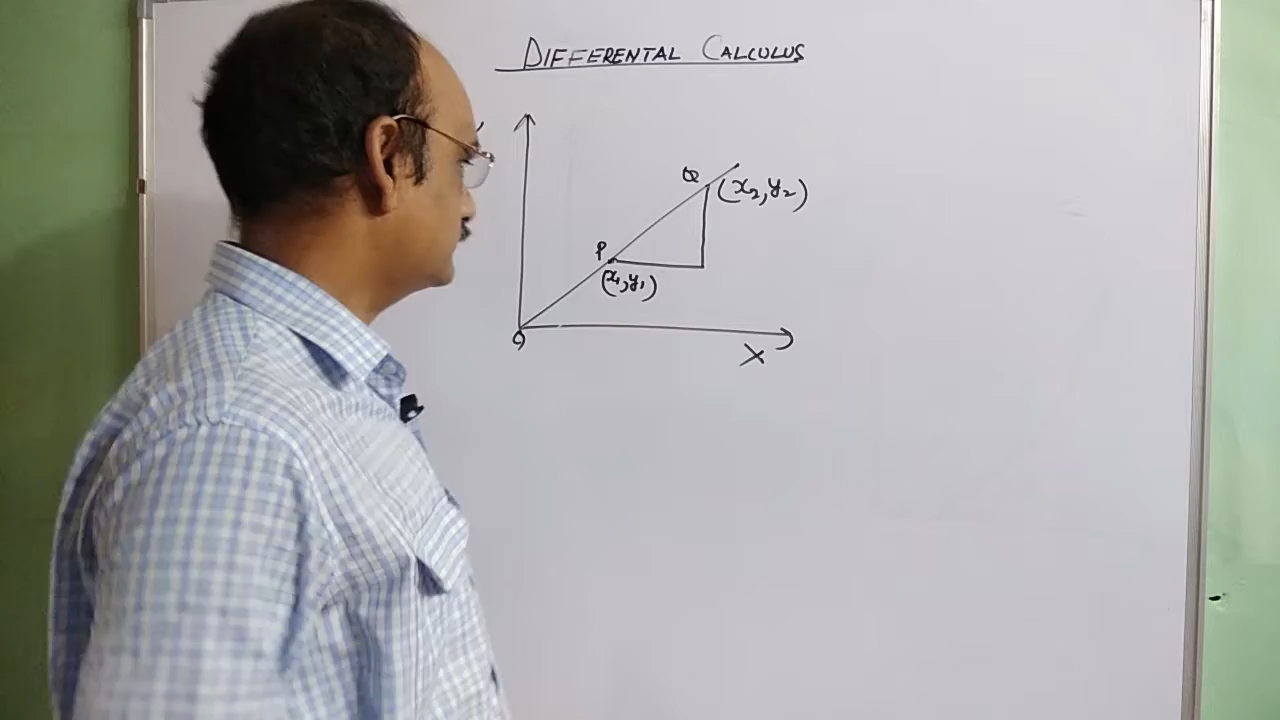 DIFFERENTAL CALCULUS
Q (x₂, y₂)
P
(x₁, y₁)
O
X